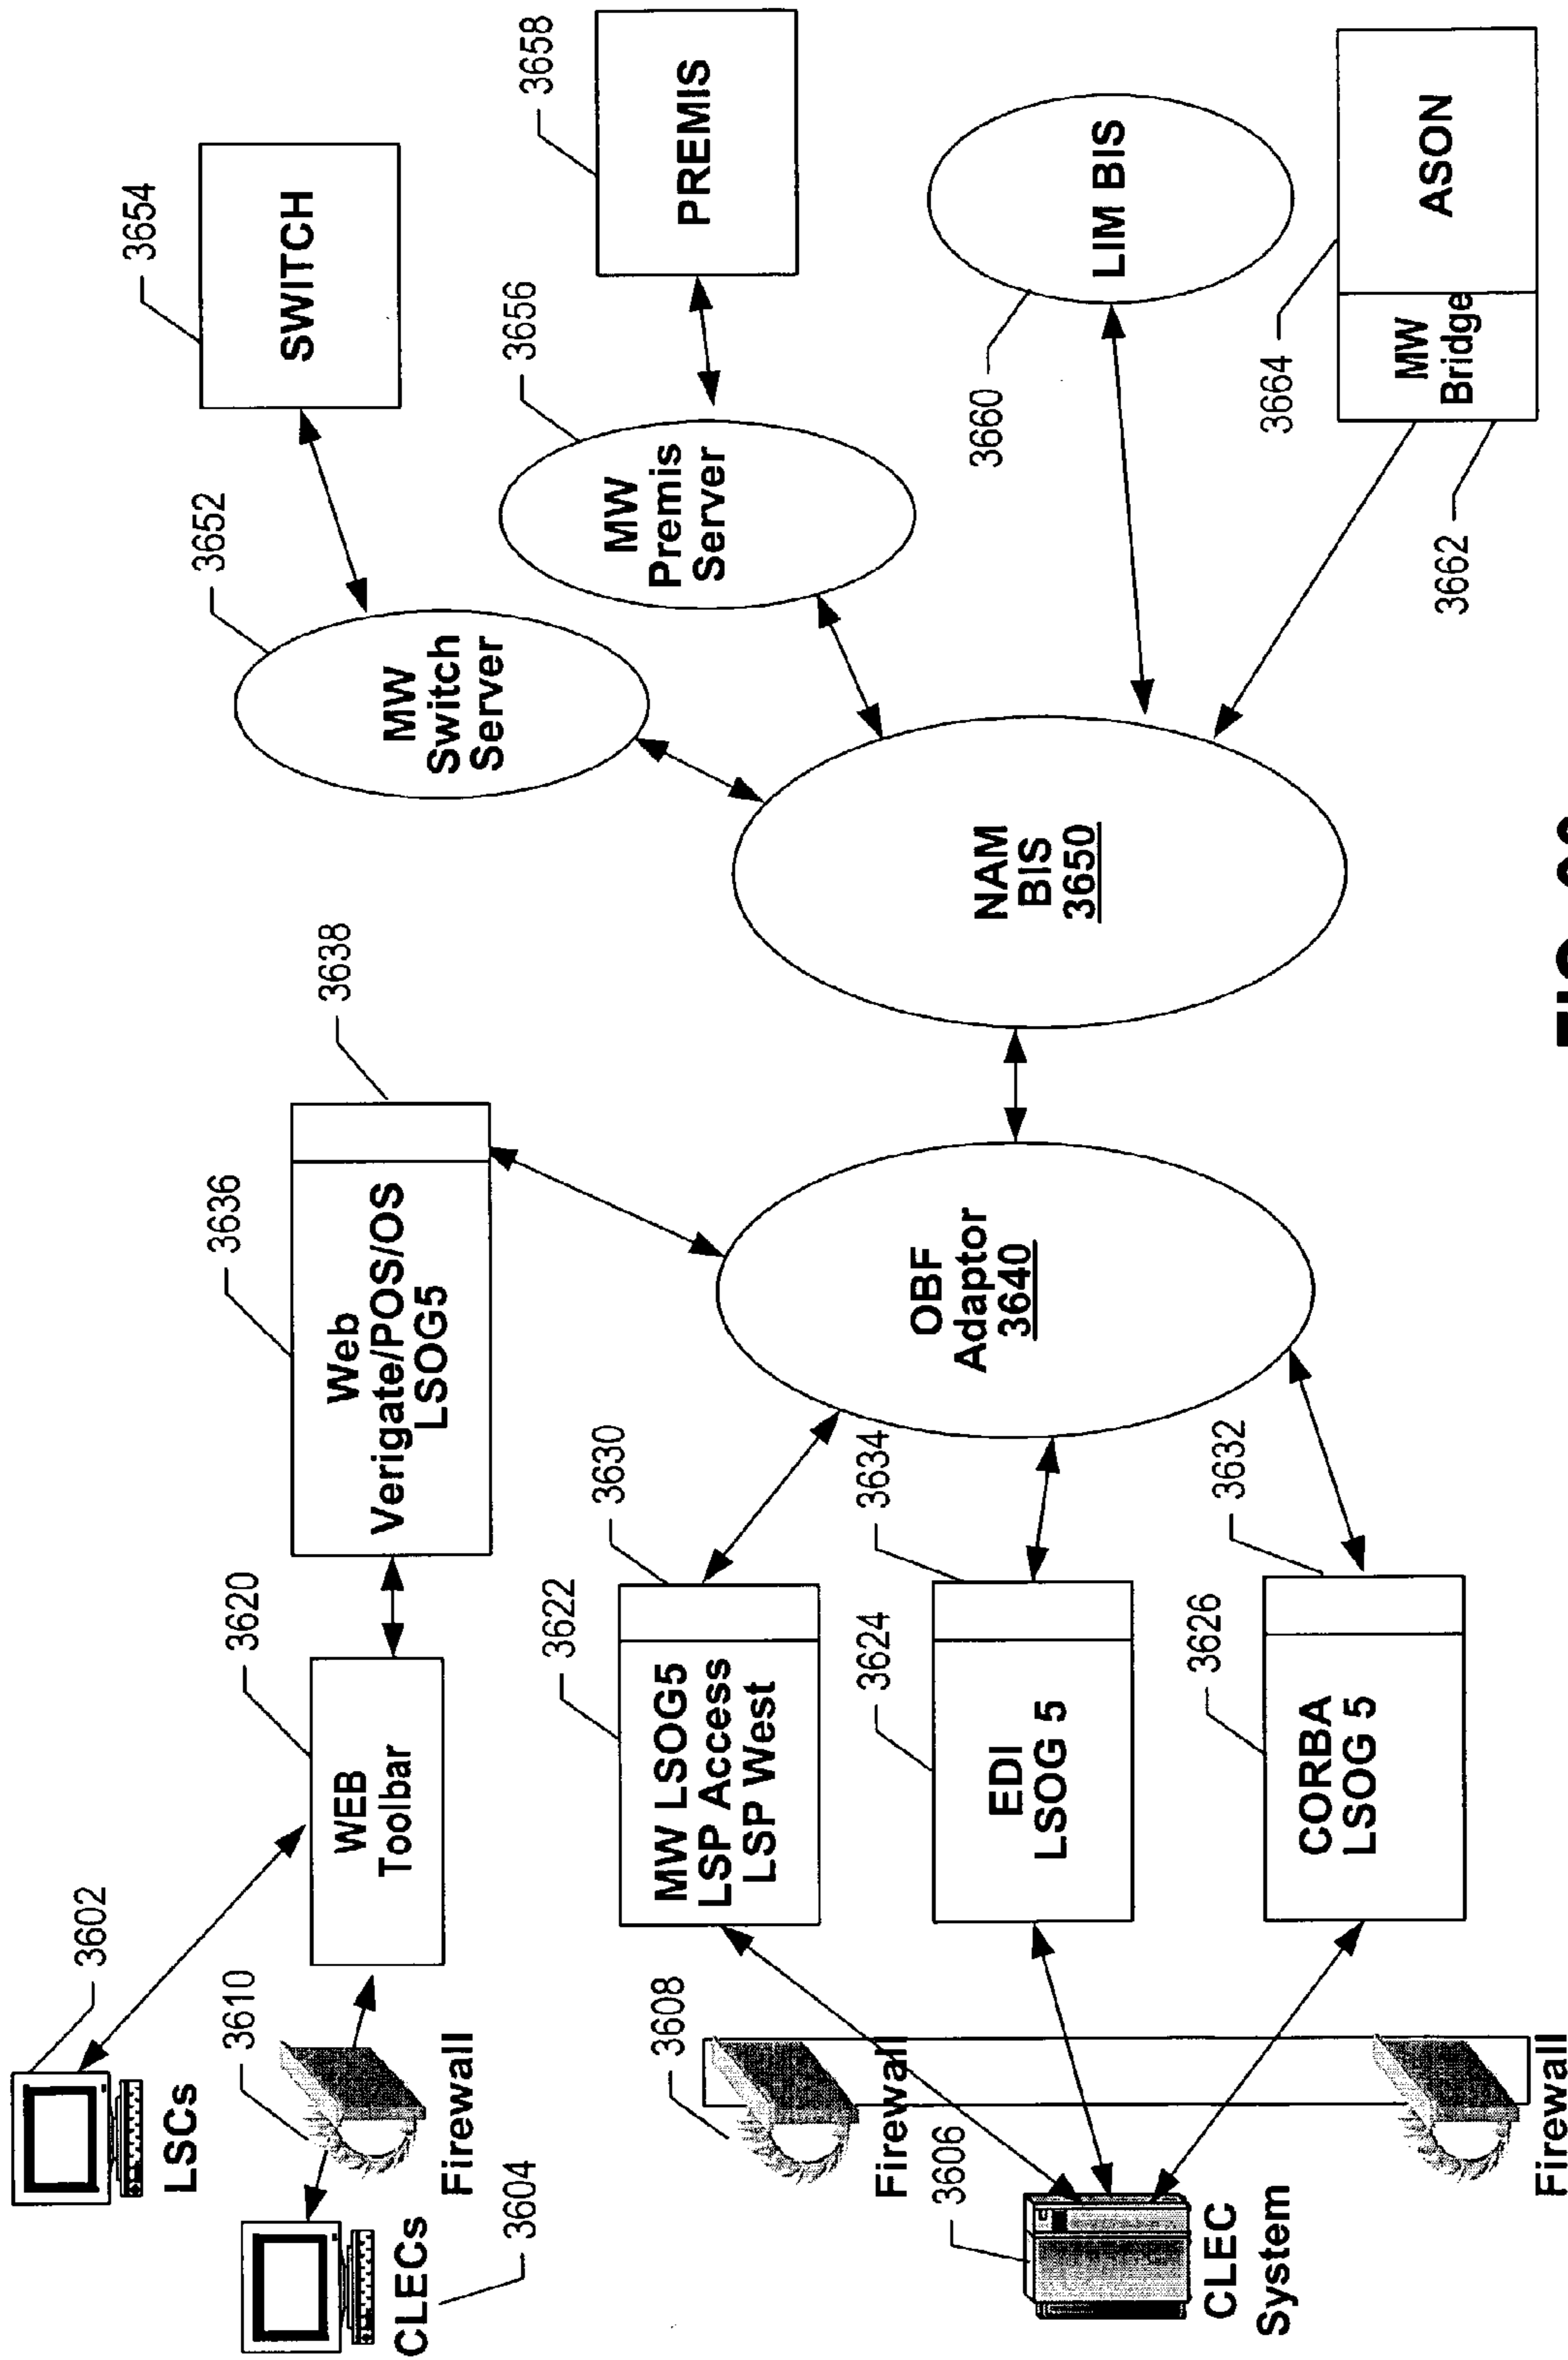 3602
LSCs
3604
CLECs
3610
Firewall
3606
CLEC
System
3608
Firewall
Firewall
3620
WEB
Toolbar
3622
MW LSOG5
LSP Access
LSP West
3630
3624
EDI
LSOG 5
3634
3626
CORBA
LSOG 5
3632
3636
Web
Verigate/POS/OS
LSOG5
3638
OBF
Adaptor
3640
NAM
BIS
3650
3652
MW
Switch
Server
3654
SWITCH
3656
MW
Premis
Server
3658
PREMIS
3660
LIM BIS
3662
MW
Bridge
3664
ASON